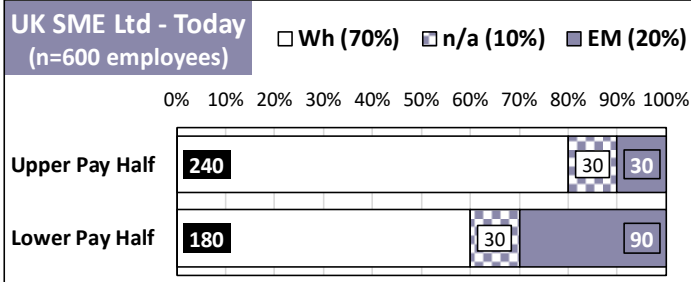 UK SME Ltd - Today
(n=600 employees)
Wh (70%) n/a (10%) EM (20%)
0% 10% 20% 30% 40% 50% 60% 70% 80% 90% 100%
Upper Pay Half 240 30 30
Lower Pay Half 180 30 90